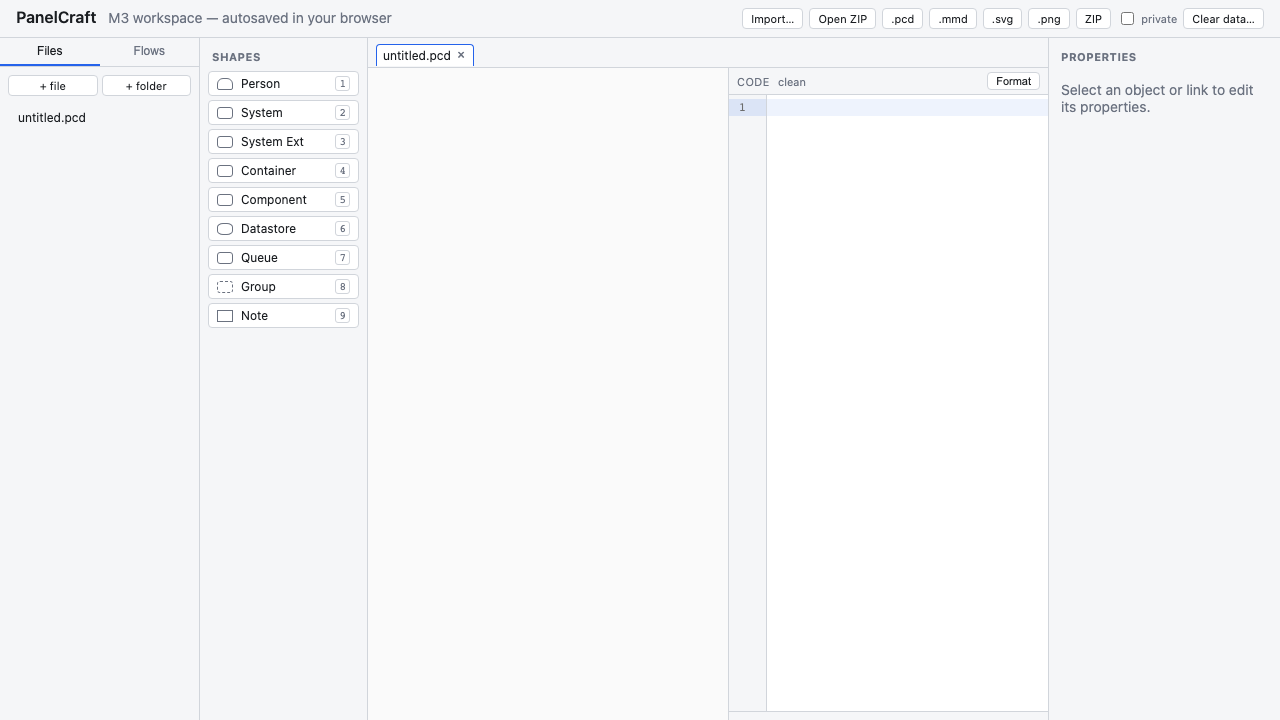 PanelCraft M3 workspace — autosaved in your browser Import... Open ZIP .pcd .mmd .svg .png ZIP private Clear data...
Files Flows
+ file + folder
untitled.pcd
SHAPES
Person 1
System 2
System Ext 3
Container 4
Component 5
Datastore 6
Queue 7
Group 8
Note 9
untitled.pcd ×
CODE clean Format
1
PROPERTIES
Select an object or link to edit
its properties.